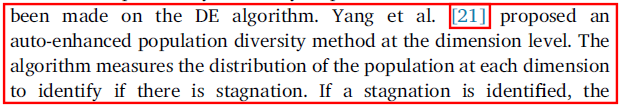 been made on the DE algorithm. Yang et al. [21] proposed an
auto-enhanced population diversity method at the dimension level. The
algorithm measures the distribution of the population at each dimension
to identify if there is stagnation. If a stagnation is identified, the